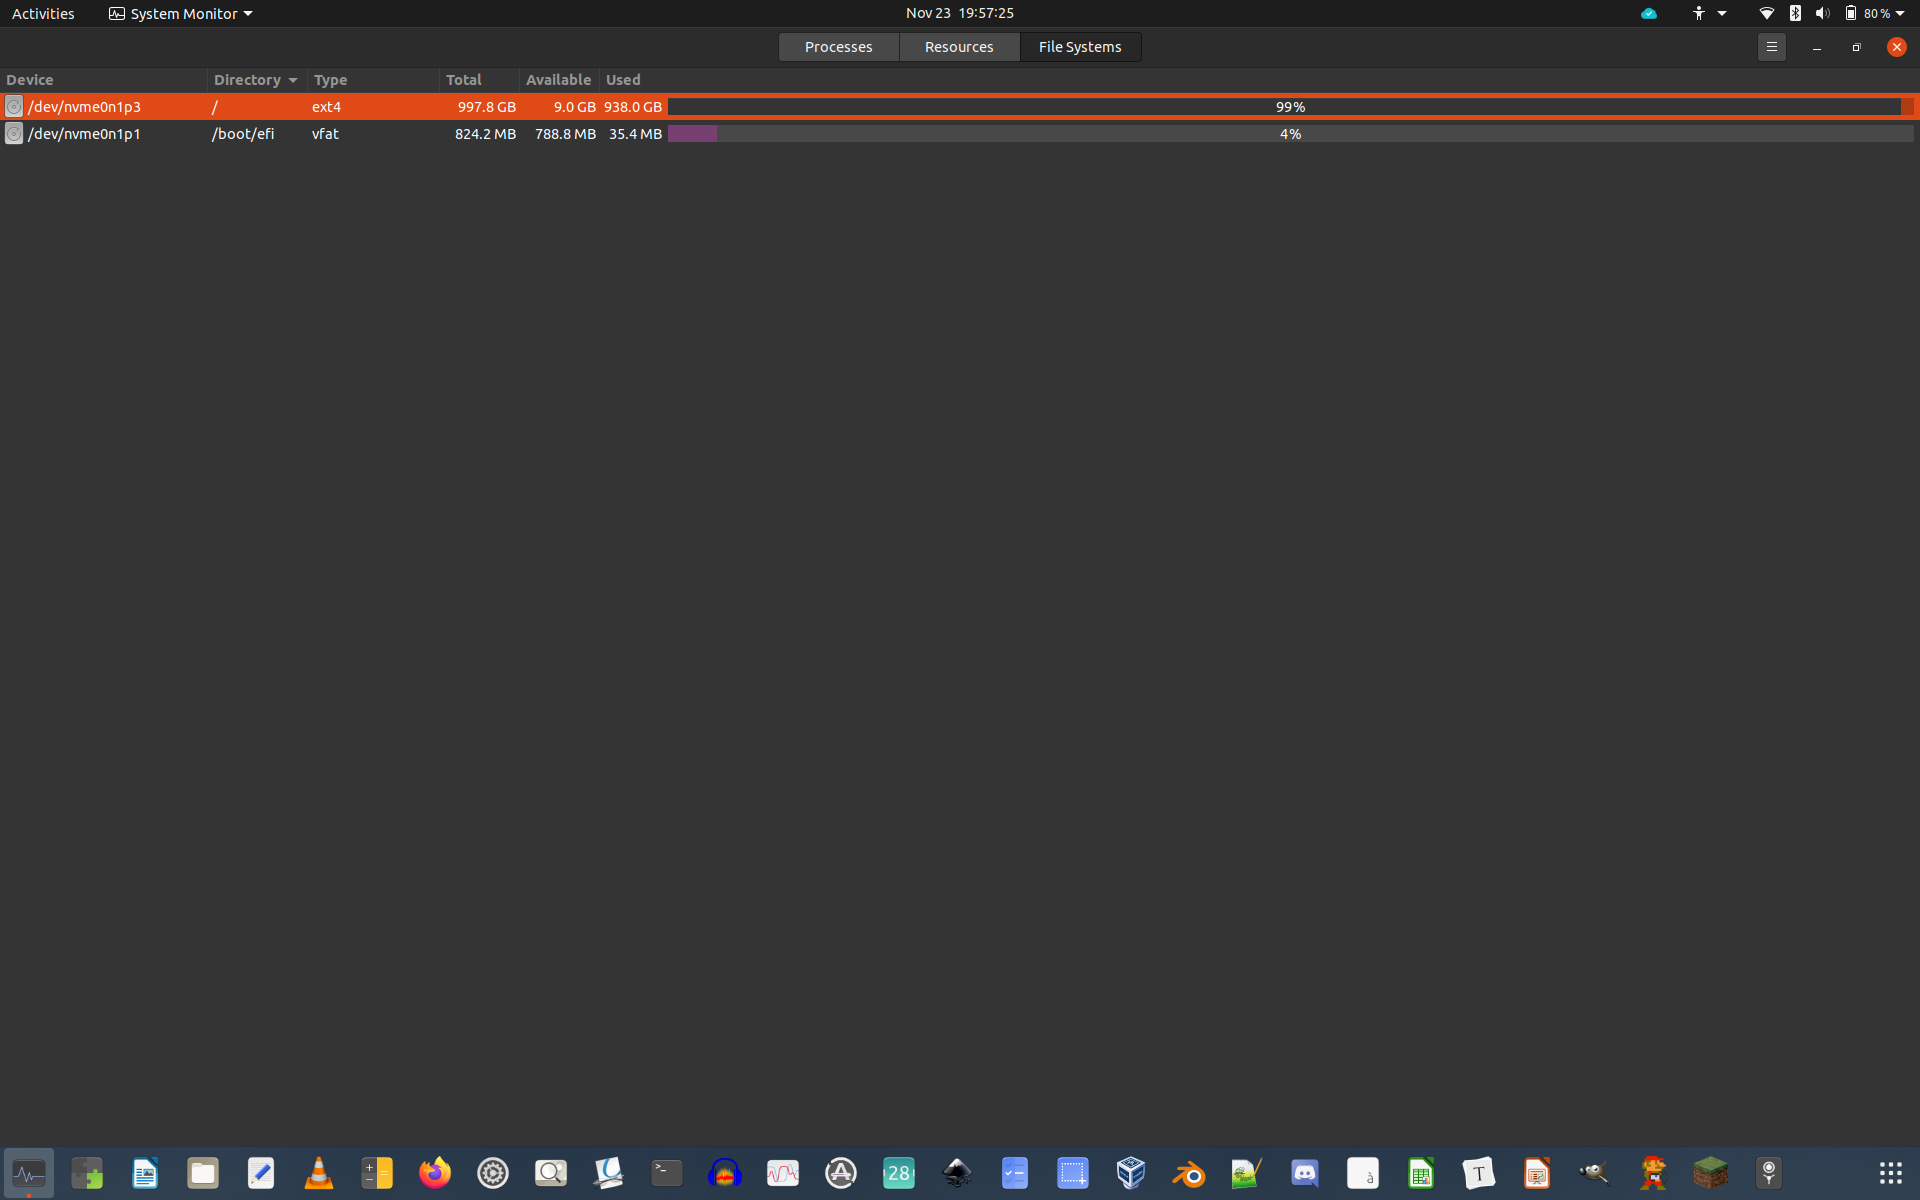 Activities System Monitor Nov 23 19:57:25 80 %
Processes Resources File Systems
Device Directory Type Total Available Used
/dev/nvme0n1p3 / ext4 997.8 GB 9.0 GB 938.0 GB 99%
/dev/nvme0n1p1 /boot/efi vfat 824.2 MB 788.8 MB 35.4 MB 4%
>_ 28 T à